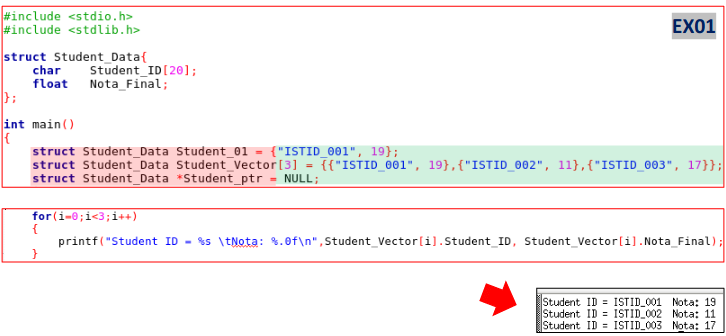 #include <stdio.h>
#include <stdlib.h>
EXO1
struct Student_Data{
char Student_ID[20];
float Nota_Final;
};
int main()
{
struct Student_Data Student_01 = {"ISTID_001", 19};
struct Student_Data Student_Vector[3] = {{"ISTID_001", 19},{"ISTID_002", 11},{"ISTID_003", 17}};
struct Student_Data *Student_ptr = NULL;
for(i=0;i<3;i++)
{
printf("Student ID = %s \tNota: %.0f\n",Student_Vector[i].Student_ID, Student_Vector[i].Nota_Final);
}
Student ID = ISTID_001 Nota: 19
Student ID = ISTID_002 Nota: 11
Student ID = ISTID_003 Nota: 17